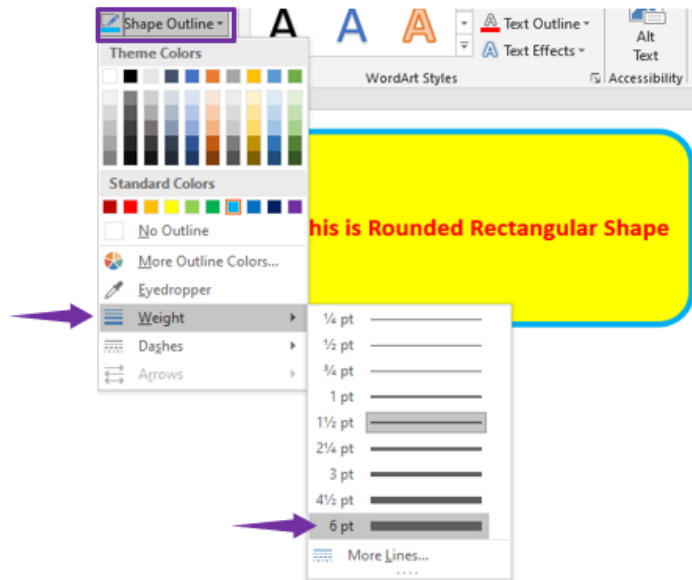 Shape Outline
A A A
Text Outline
Text Effects
Alt
Text
WordArt Styles
Accessibility
Theme Colors
Standard Colors
No Outline
More Outline Colors...
Eyedropper
Weight
Dashes
Arrows
his is Rounded Rectangular Shape
¼ pt
½ pt
¾ pt
1 pt
1½ pt
2¼ pt
3 pt
4½ pt
6 pt
More Lines...